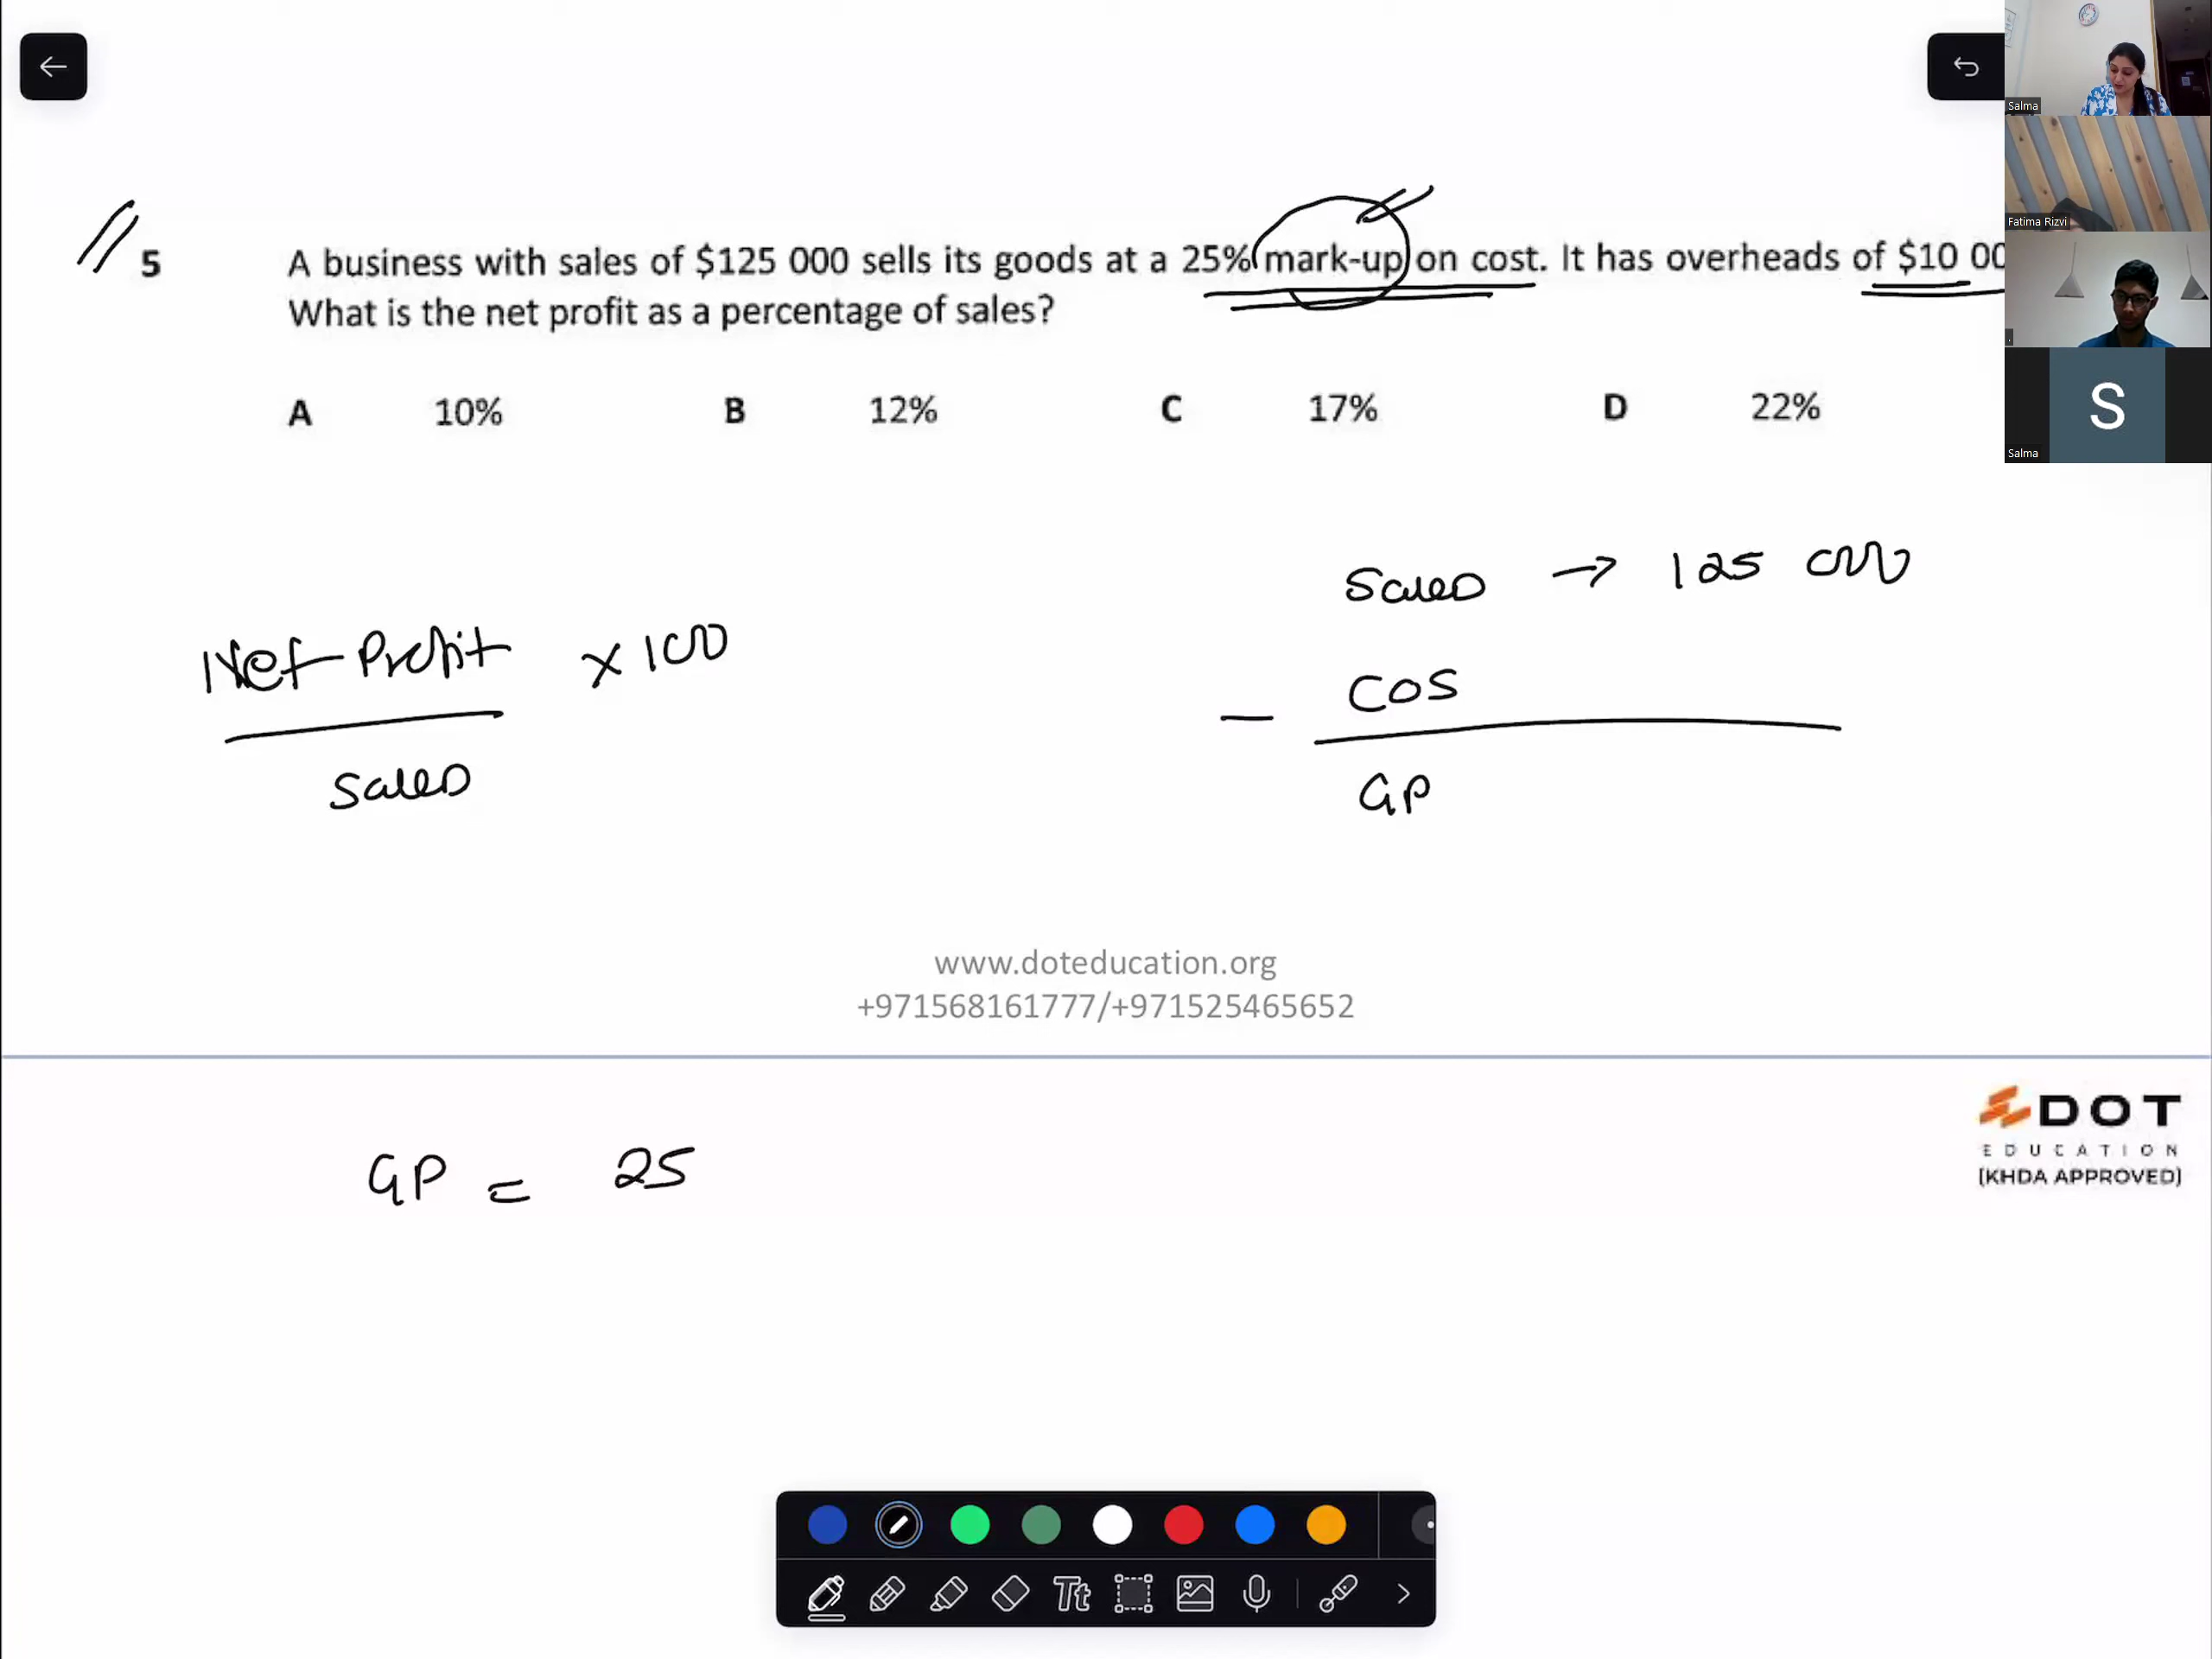 Salma
Fatima Rizvi
S
Salma
5 A business with sales of $125 000 sells its goods at a 25% mark-up on cost. It has overheads of $10 00
What is the net profit as a percentage of sales?
A 10% B 12% C 17% D 22%
Sales → 125 000
Net Profit × 100
Sales
- COS
GP
www.doteducation.org
+971568161777/+971525465652
DOT
EDUCATION
(KHDA APPROVED)
GP = 25
Tt